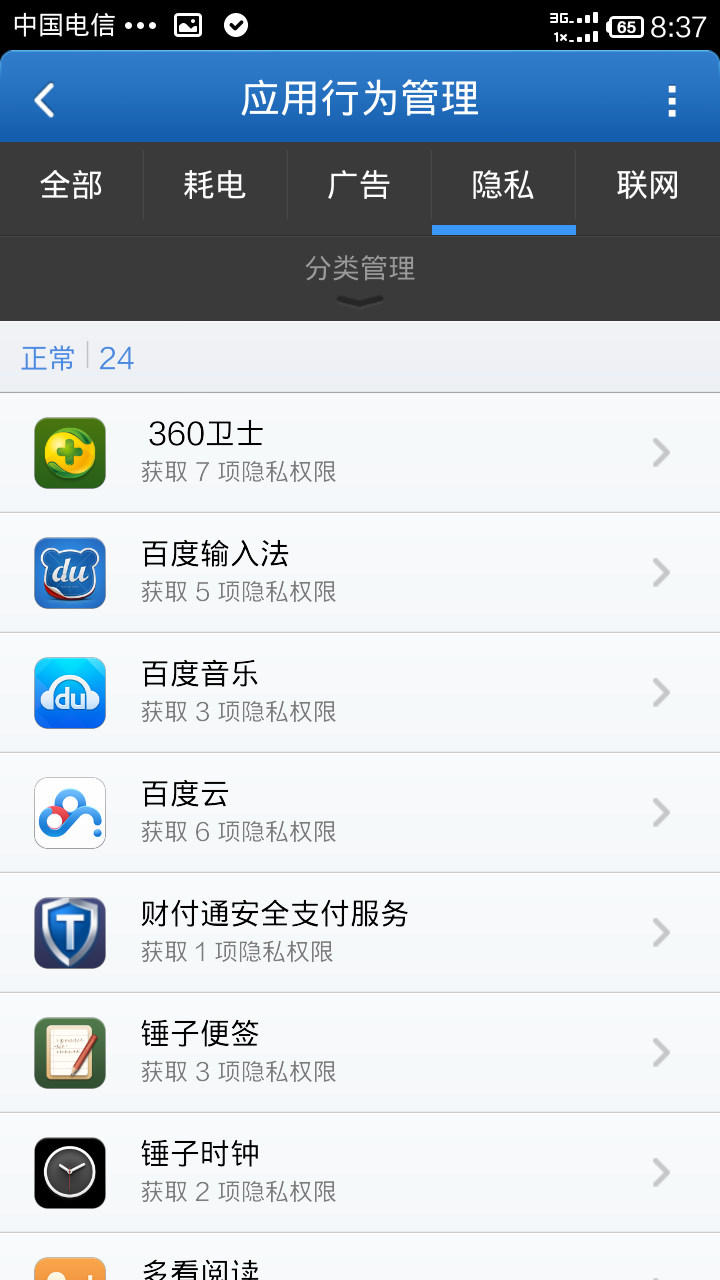 中国电信 ••• 3G 1x 65 8:37
应用行为管理
全部 耗电 广告 隐私 联网
分类管理
正常 24
360卫士
获取 7 项隐私权限
du
百度输入法
获取 5 项隐私权限
du
百度音乐
获取 3 项隐私权限
百度云
获取 6 项隐私权限
T
财付通安全支付服务
获取 1 项隐私权限
锤子便签
获取 3 项隐私权限
锤子时钟
获取 2 项隐私权限
多看阅读